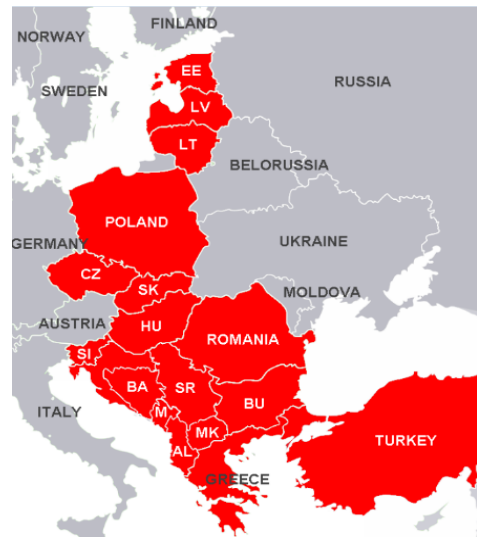 FINLAND
NORWAY
EE
RUSSIA
SWEDEN
LV
LT
BELORUSSIA
POLAND
GERMANY
UKRAINE
CZ
SK
MOLDOVA
AUSTRIA
HU
ROMANIA
SI
BA
SR
ITALY
M
BU
MK
TURKEY
AL
GREECE